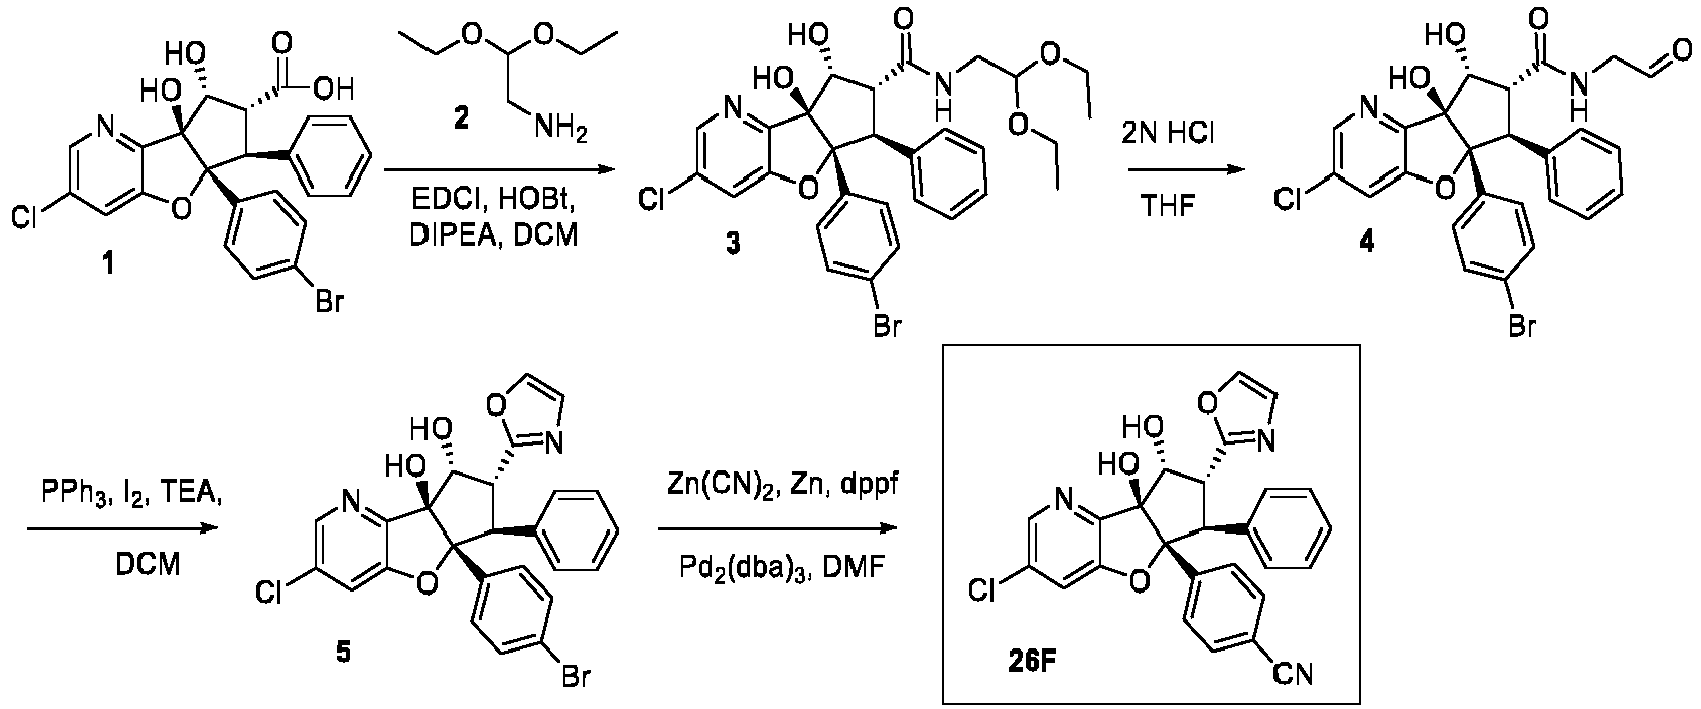 HO
HO
O
OH
N
Cl
O
Br
1
O
O
2
NH2
EDCI, HOBt,
DIPEA, DCM
HO
HO
O
N
H
O
O
N
Cl
O
Br
3
2N HCl
THF
HO
HO
O
N
H
O
N
Cl
O
Br
4
PPh3, I2, TEA,
DCM
HO
HO
O
N
N
Cl
O
Br
5
Zn(CN)2, Zn, dppf
Pd2(dba)3, DMF
HO
HO
O
N
N
Cl
O
CN
26F